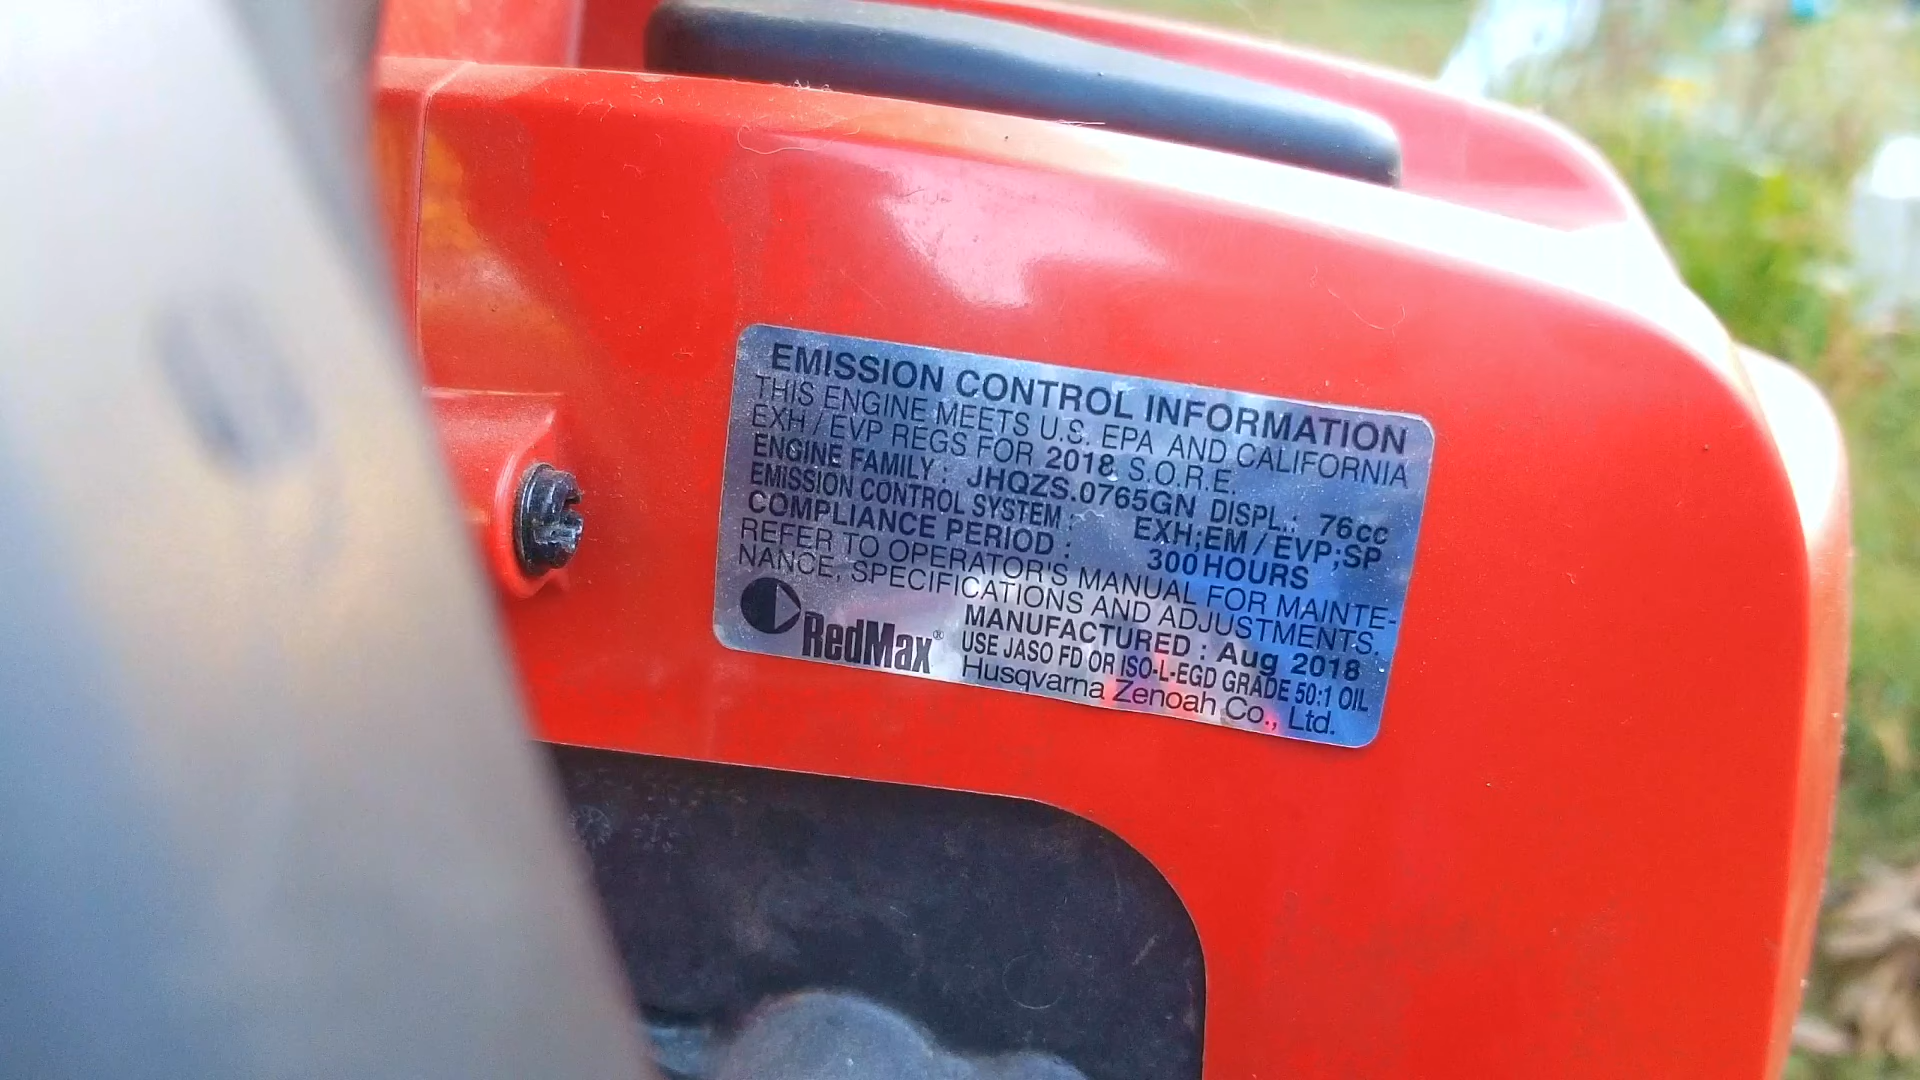 EMISSION CONTROL INFORMATION
THIS ENGINE MEETS U.S. EPA AND CALIFORNIA
EXH / EVP REGS FOR 2018 S.O.R.E.
ENGINE FAMILY : JHQZS.0765GN DISPL.: 76cc
EMISSION CONTROL SYSTEM : EXH;EM / EVP;SP
COMPLIANCE PERIOD : 300 HOURS
REFER TO OPERATOR'S MANUAL FOR MAINTE-
NANCE, SPECIFICATIONS AND ADJUSTMENTS.
MANUFACTURED : Aug 2018
RedMax® USE JASO FD OR ISO-L-EGD GRADE 50:1 OIL
Husqvarna Zenoah Co., Ltd.